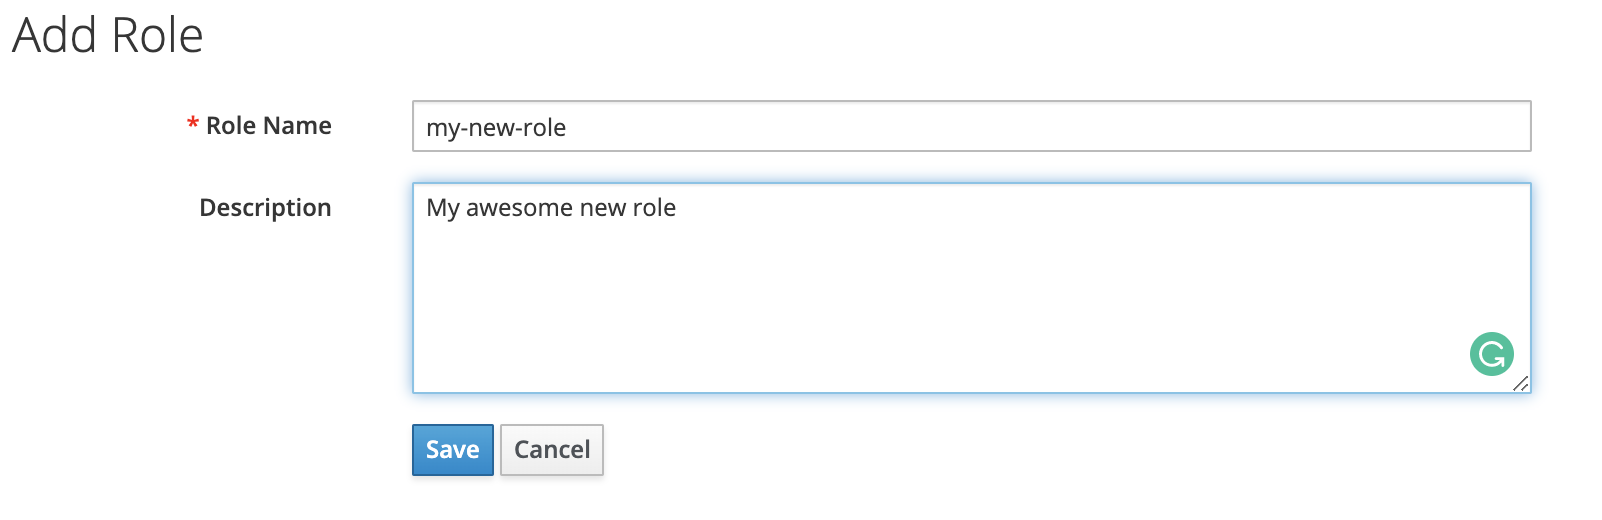 Add Role
* Role Name
my-new-role
Description
My awesome new role
Save
Cancel